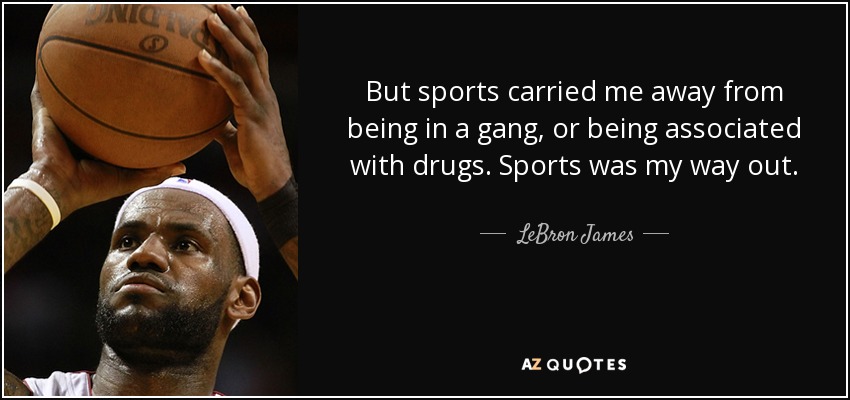 SPALDING
But sports carried me away from
being in a gang, or being associated
with drugs. Sports was my way out.
LeBron James
AZ QUOTES